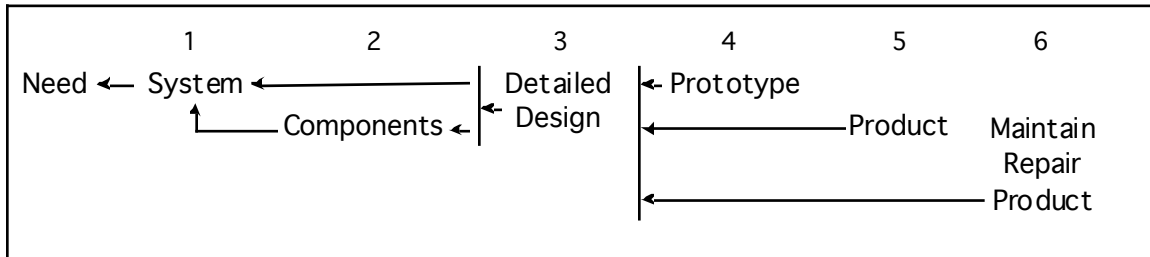 1 2 3 4 5 6
Need System Detailed Prototype
Design
Components Product Maintain
Repair
Product